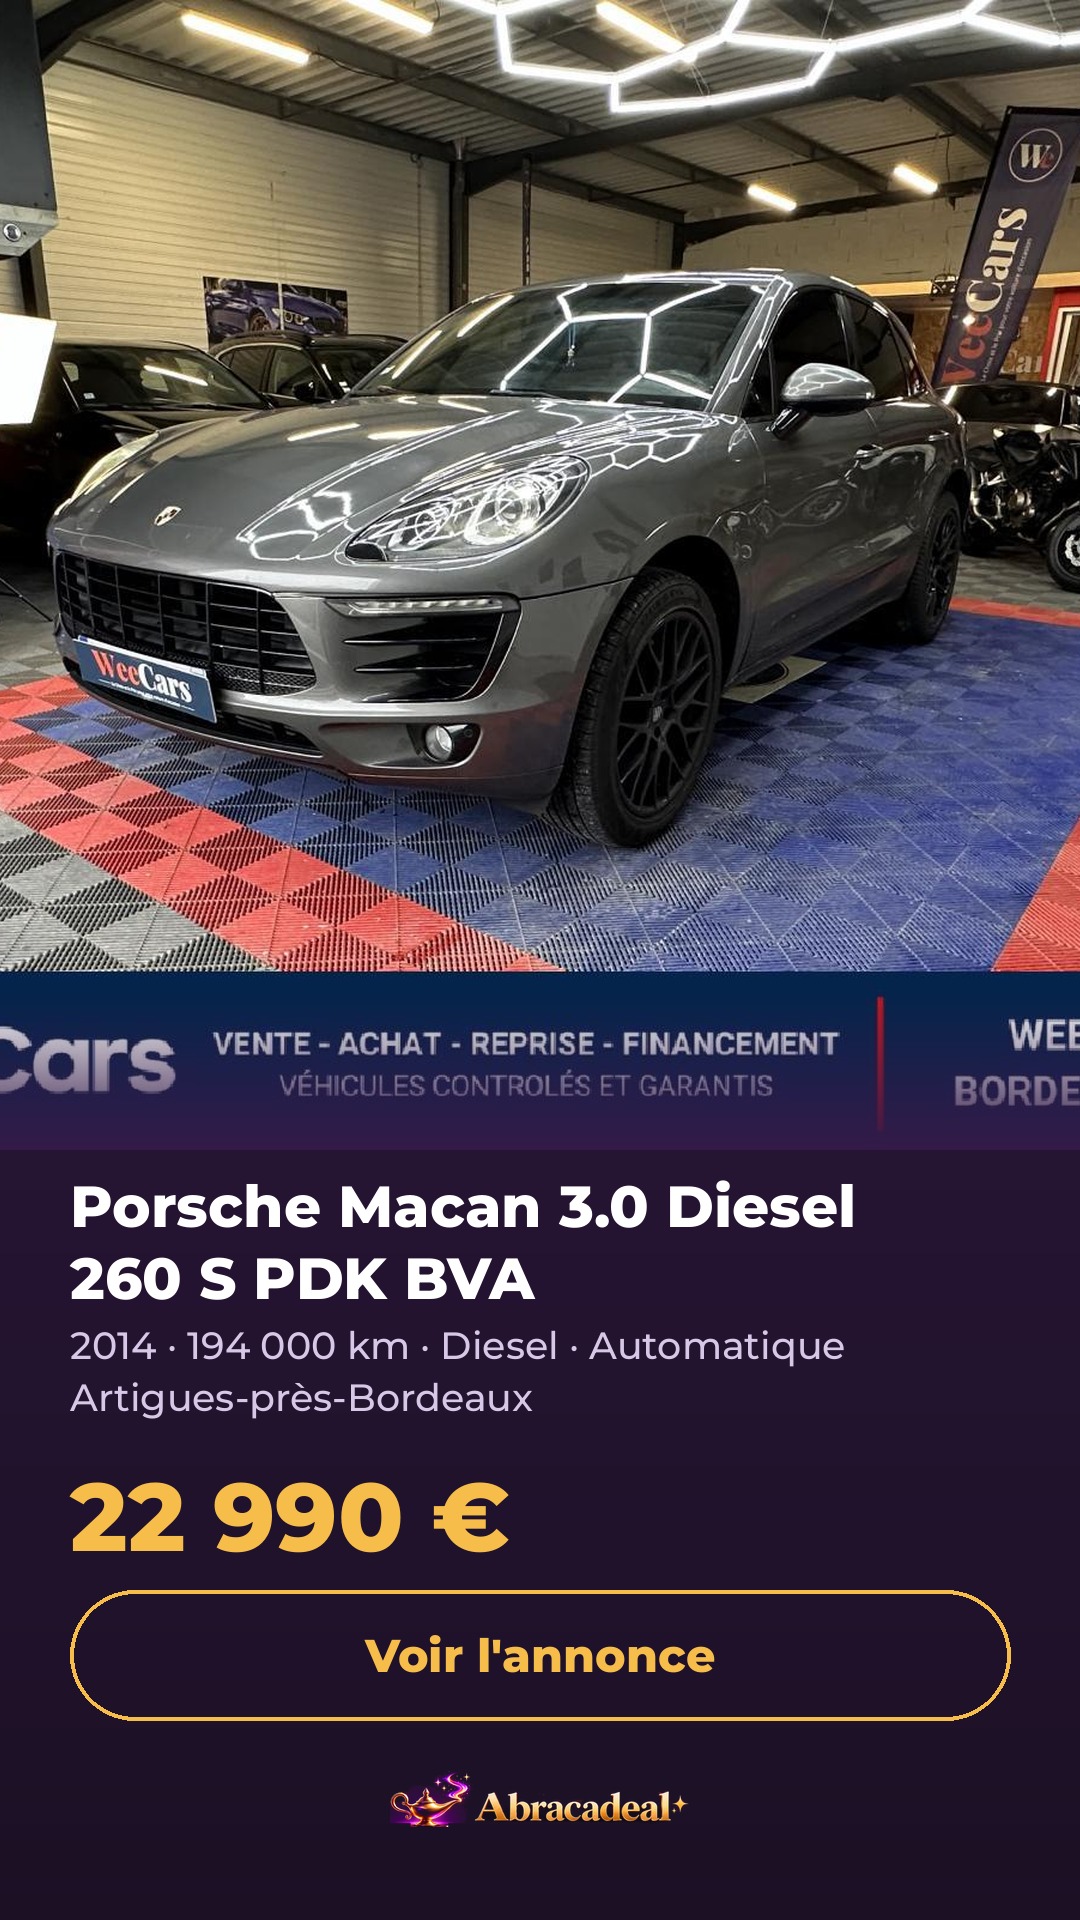 We
WeeCars
WeeCars
Cars
VENTE - ACHAT - REPRISE - FINANCEMENT
VÉHICULES CONTROLÉS ET GARANTIS
WEE
BORDE
Porsche Macan 3.0 Diesel
260 S PDK BVA
2014 · 194 000 km · Diesel · Automatique
Artigues-près-Bordeaux
22 990 €
Voir l'annonce
Abracadeal